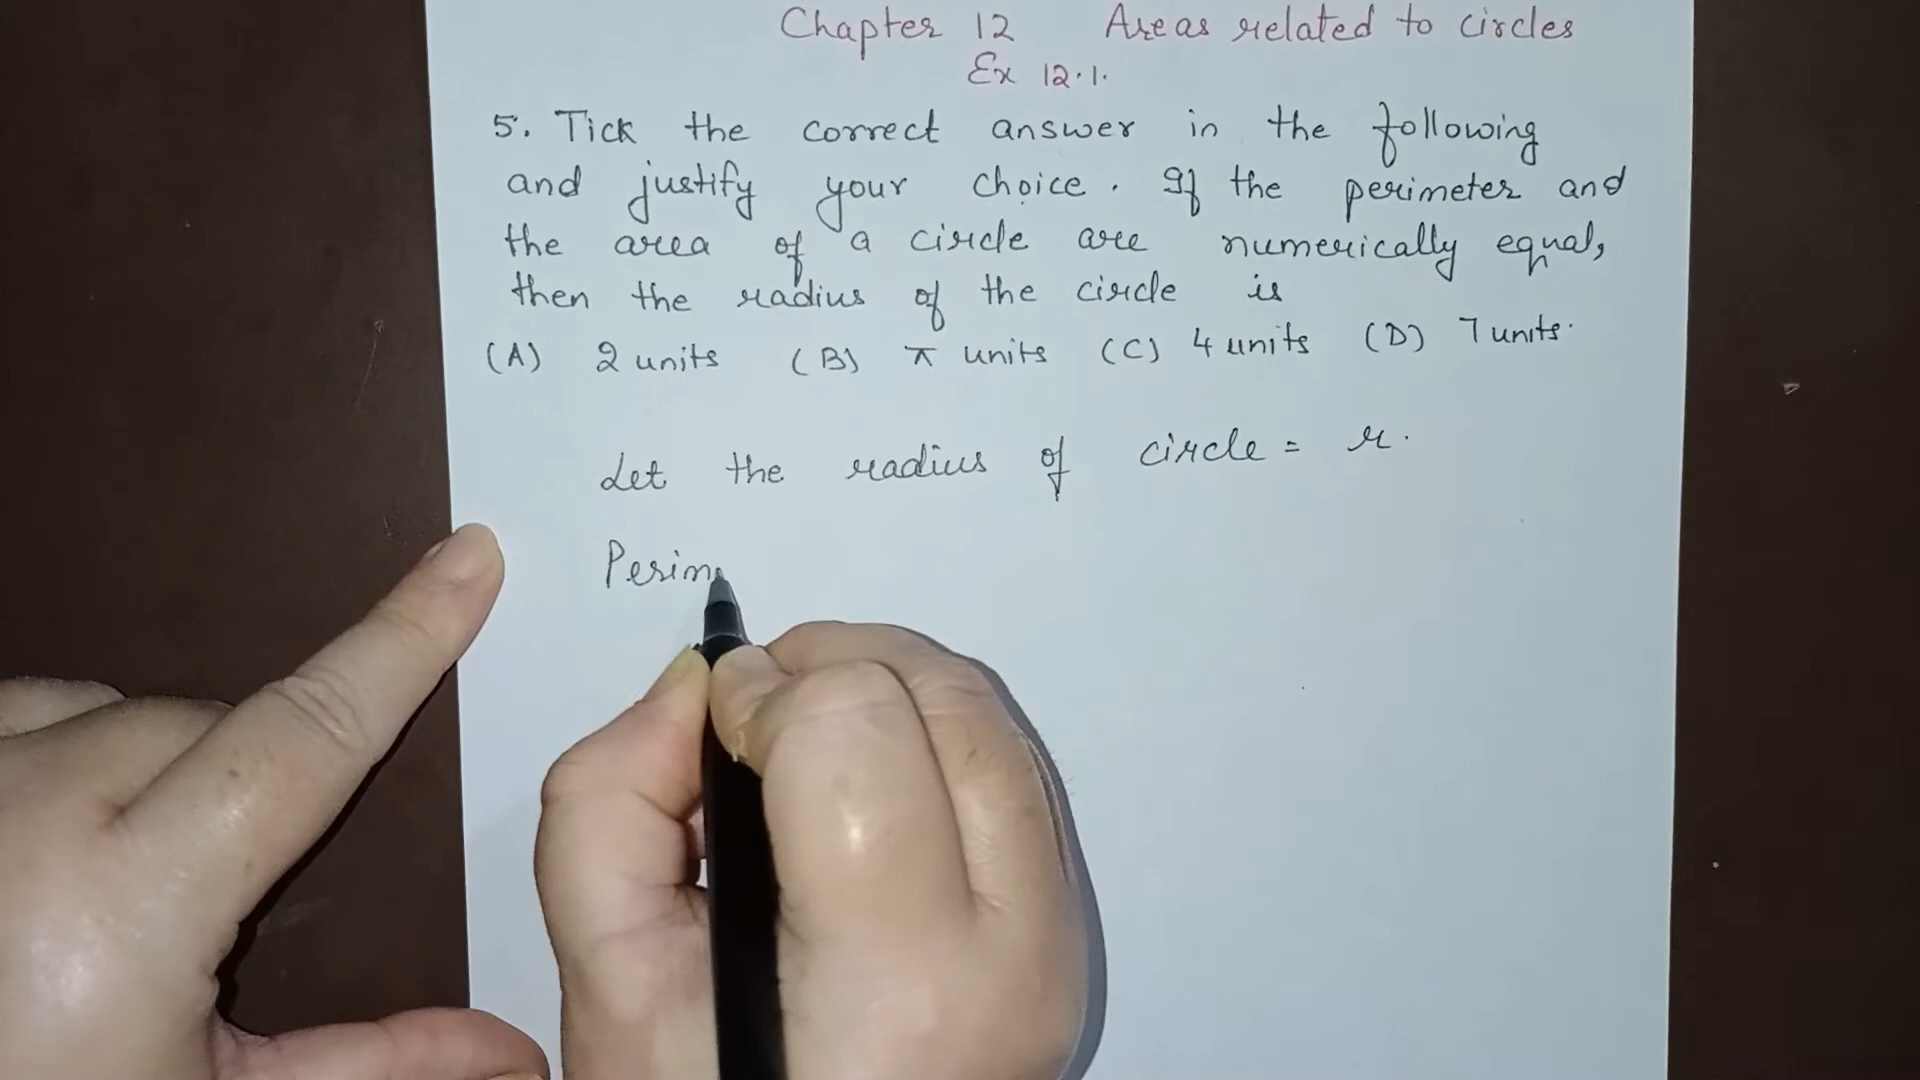 Chapter 12 Areas related to circles
Ex 12.1.
5. Tick the correct answer in the following
and justify your choice. If the perimeter and
the area of a circle are numerically equal,
then the radius of the circle is
(A) 2 units (B) π units (C) 4 units (D) 7 units.
Let the radius of circle = r.
Perim